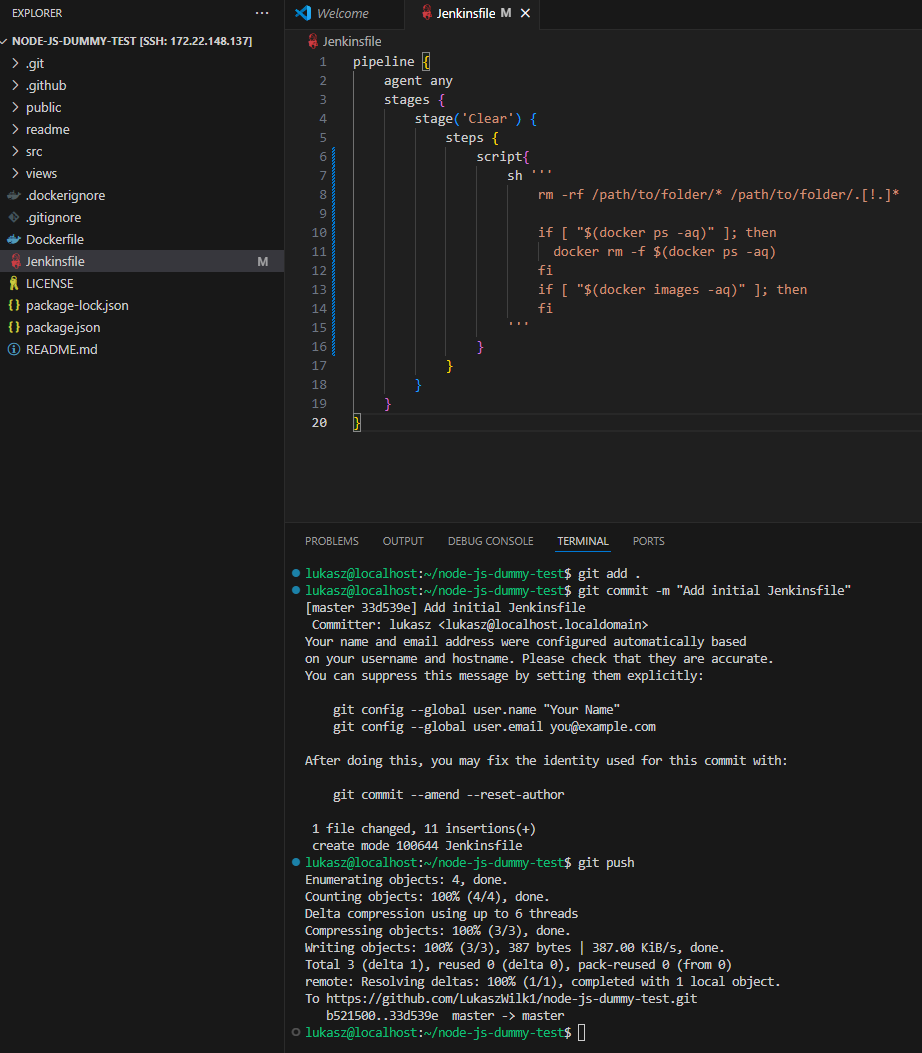 EXPLORER ...
NODE-JS-DUMMY-TEST [SSH: 172.22.148.137]
.git
.github
public
readme
src
views
.dockerignore
.gitignore
Dockerfile
Jenkinsfile M
LICENSE
package-lock.json
package.json
README.md
Welcome
Jenkinsfile M
Jenkinsfile
1 pipeline {
2     agent any
3     stages {
4         stage('Clear') {
5             steps {
6                 script{
7                     sh '''
8                         rm -rf /path/to/folder/* /path/to/folder/.[!.]*
9
10                         if [ "$(docker ps -aq)" ]; then
11                           docker rm -f $(docker ps -aq)
12                         fi
13                         if [ "$(docker images -aq)" ]; then
14                         fi
15                     '''
16                 }
17             }
18         }
19     }
20 }
PROBLEMS OUTPUT DEBUG CONSOLE TERMINAL PORTS
lukasz@localhost:~/node-js-dummy-test$ git add .
lukasz@localhost:~/node-js-dummy-test$ git commit -m "Add initial Jenkinsfile"
[master 33d539e] Add initial Jenkinsfile
 Committer: lukasz <lukasz@localhost.localdomain>
Your name and email address were configured automatically based
on your username and hostname. Please check that they are accurate.
You can suppress this message by setting them explicitly:
    git config --global user.name "Your Name"
    git config --global user.email you@example.com
After doing this, you may fix the identity used for this commit with:
    git commit --amend --reset-author
 1 file changed, 11 insertions(+)
 create mode 100644 Jenkinsfile
lukasz@localhost:~/node-js-dummy-test$ git push
Enumerating objects: 4, done.
Counting objects: 100% (4/4), done.
Delta compression using up to 6 threads
Compressing objects: 100% (3/3), done.
Writing objects: 100% (3/3), 387 bytes | 387.00 KiB/s, done.
Total 3 (delta 1), reused 0 (delta 0), pack-reused 0 (from 0)
remote: Resolving deltas: 100% (1/1), completed with 1 local object.
To https://github.com/LukaszWilk1/node-js-dummy-test.git
   b521500..33d539e  master -> master
lukasz@localhost:~/node-js-dummy-test$